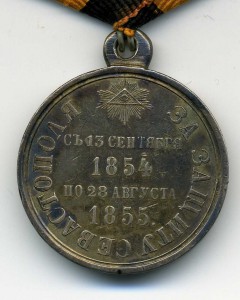 ЗА ЗАЩИТУ СЕВАСТОПОЛЯ
СЪ 13 СЕНТЯБРЯ
1854
ПО 28 АВГУСТА
1855